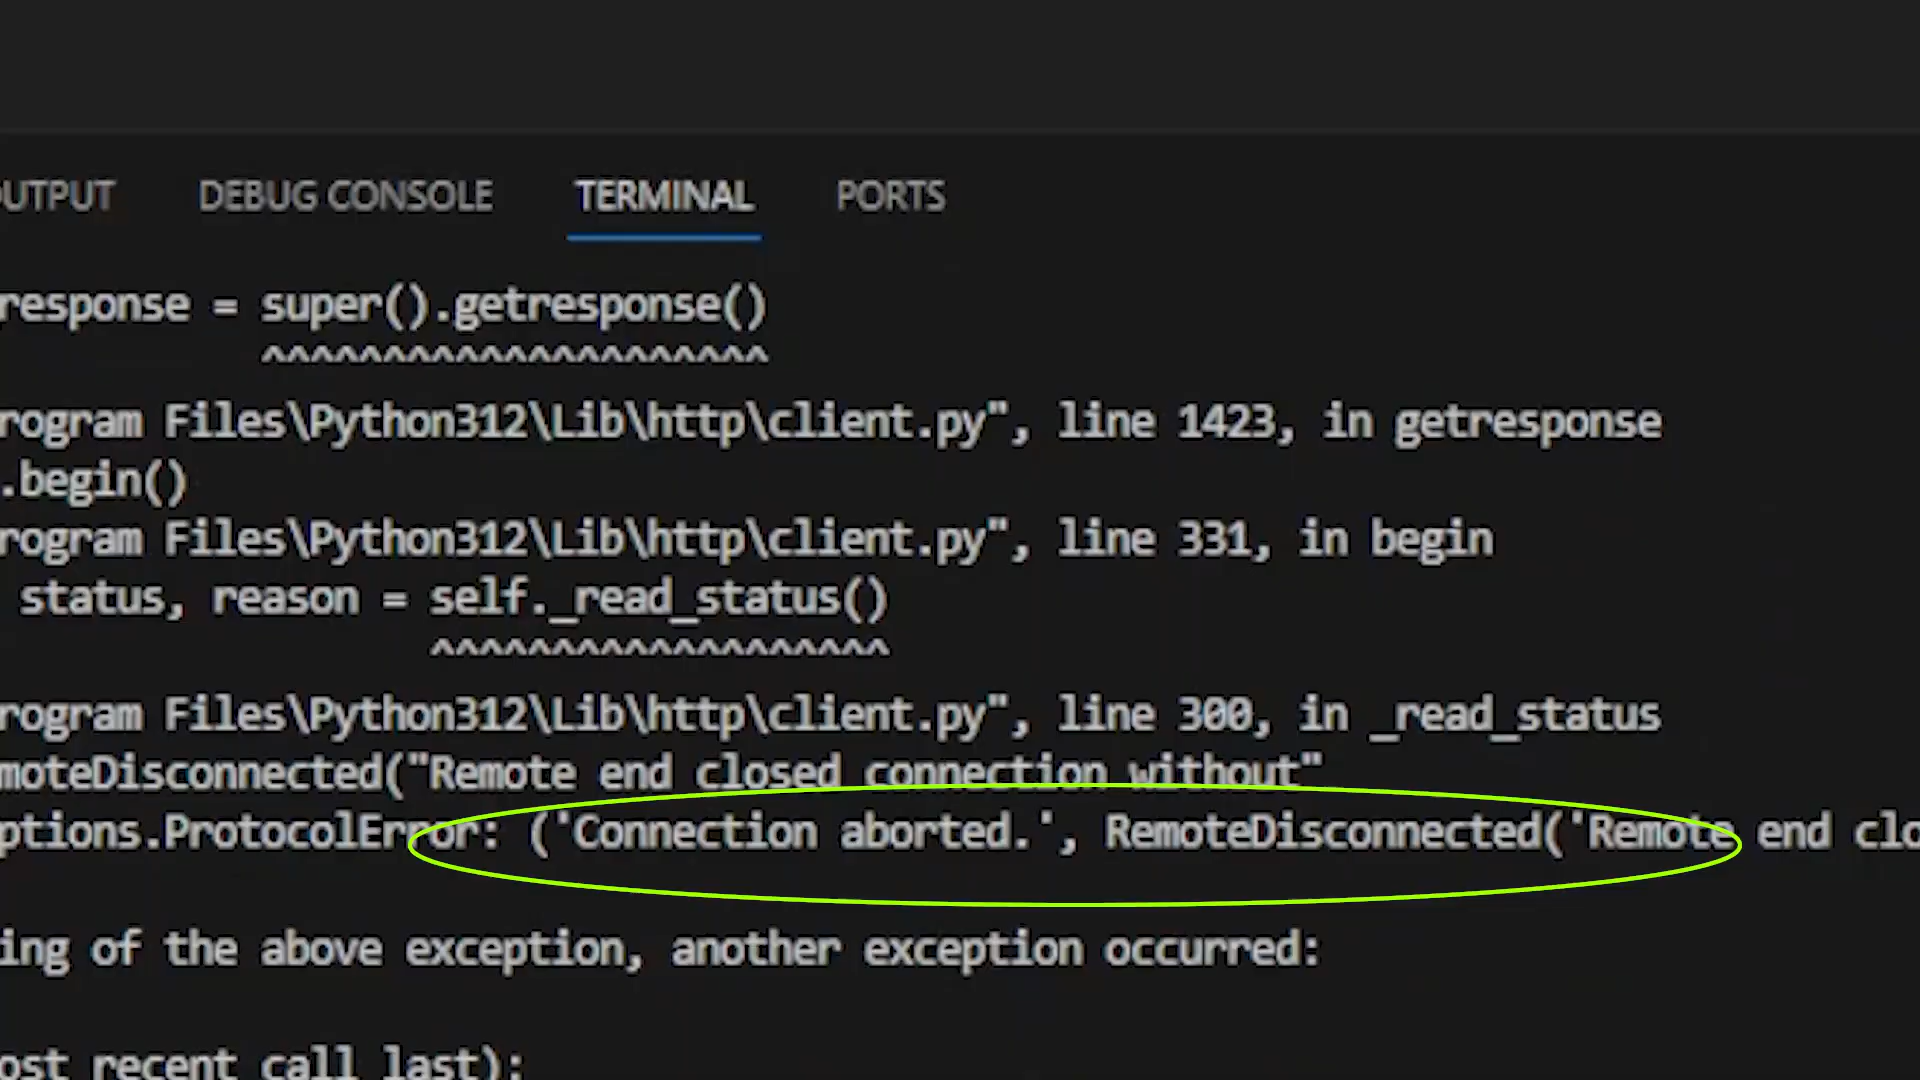 OUTPUT DEBUG CONSOLE TERMINAL PORTS
response = super().getresponse()
^^^^^^^^^^^^^^^^^^^^^
rogram Files\Python312\Lib\http\client.py", line 1423, in getresponse
.begin()
rogram Files\Python312\Lib\http\client.py", line 331, in begin
status, reason = self._read_status()
^^^^^^^^^^^^^^^^^^^
rogram Files\Python312\Lib\http\client.py", line 300, in _read_status
moteDisconnected("Remote end closed connection without"
ptions.ProtocolError: ('Connection aborted.', RemoteDisconnected('Remote end clo
ing of the above exception, another exception occurred:
ost recent call last):